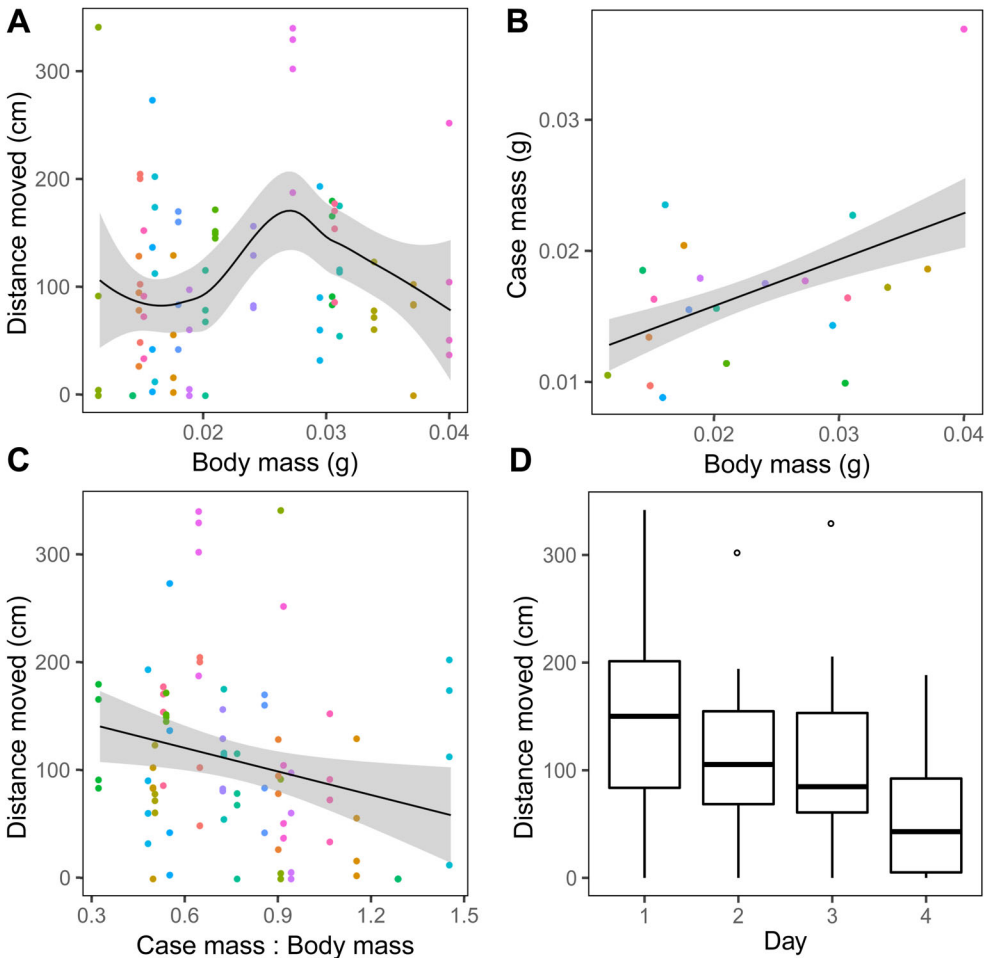 A
Distance moved (cm)
300
200
100
0
0.02 0.03 0.04
Body mass (g)
B
Case mass (g)
0.03
0.02
0.01
0.02 0.03 0.04
Body mass (g)
C
Distance moved (cm)
300
200
100
0
0.3 0.6 0.9 1.2 1.5
Case mass : Body mass
D
Distance moved (cm)
300
200
100
0
1 2 3 4
Day